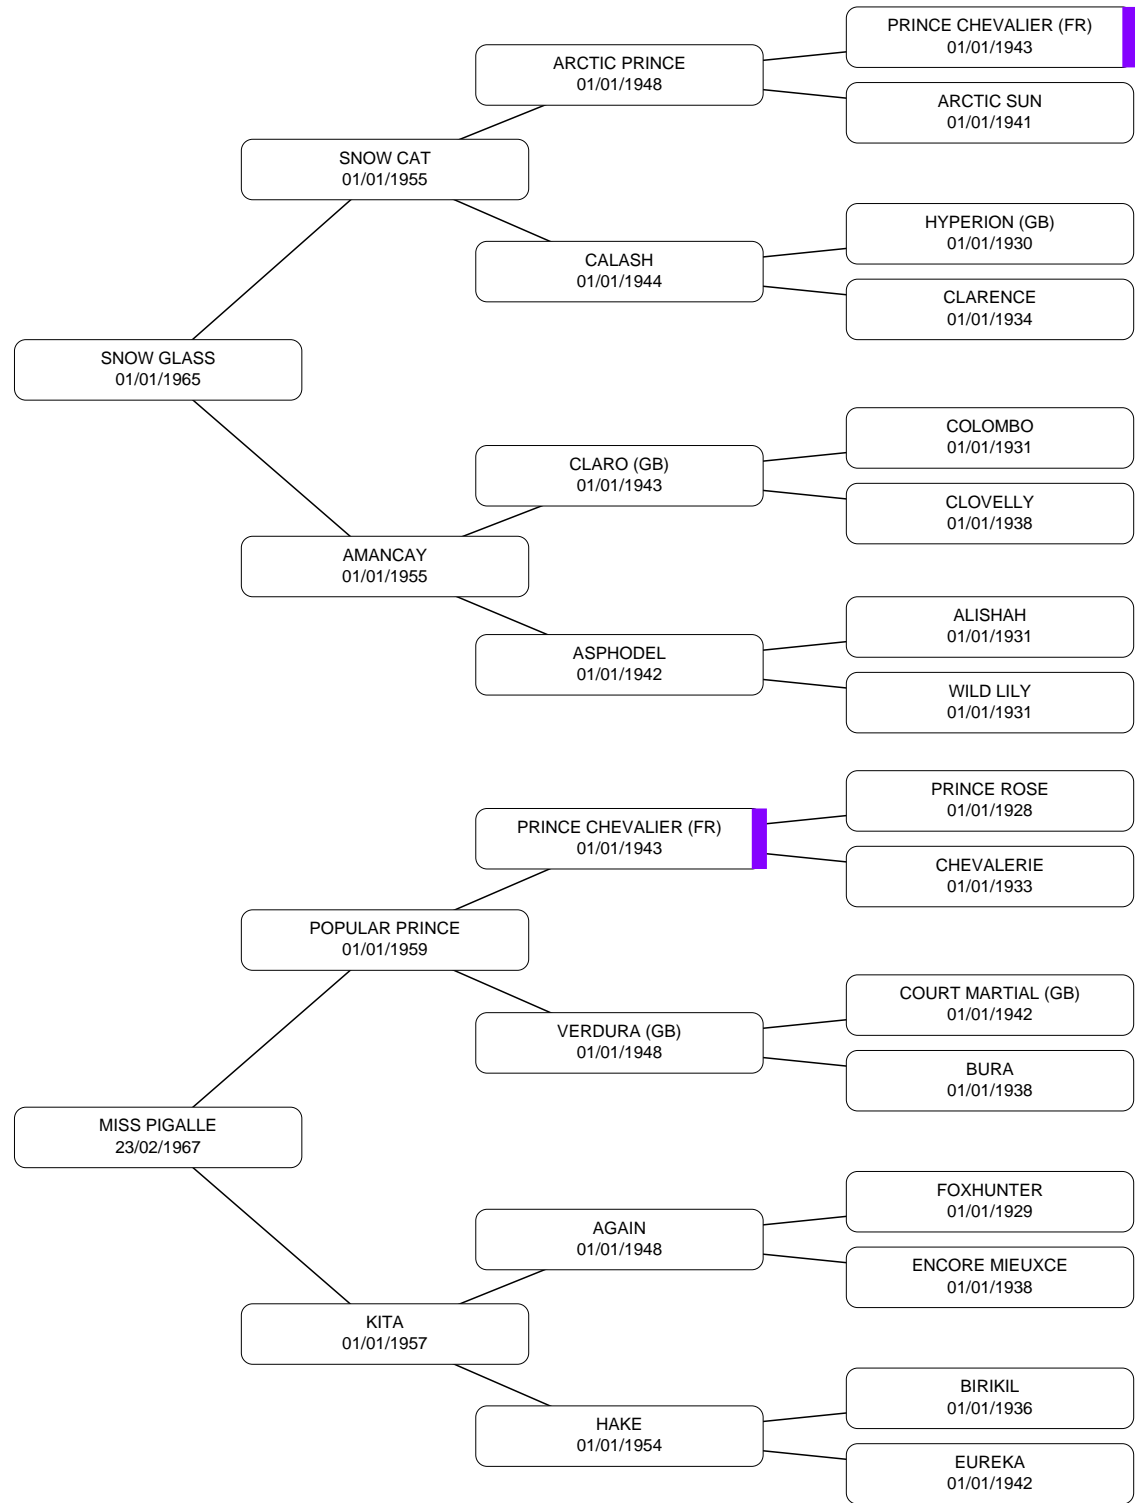 PRINCE CHEVALIER (FR)
01/01/1943
ARCTIC PRINCE
01/01/1948
ARCTIC SUN
01/01/1941
SNOW CAT
01/01/1955
HYPERION (GB)
01/01/1930
CALASH
01/01/1944
CLARENCE
01/01/1934
SNOW GLASS
01/01/1965
COLOMBO
01/01/1931
CLARO (GB)
01/01/1943
CLOVELLY
01/01/1938
AMANCAY
01/01/1955
ALISHAH
01/01/1931
ASPHODEL
01/01/1942
WILD LILY
01/01/1931
PRINCE ROSE
01/01/1928
PRINCE CHEVALIER (FR)
01/01/1943
CHEVALERIE
01/01/1933
POPULAR PRINCE
01/01/1959
COURT MARTIAL (GB)
01/01/1942
VERDURA (GB)
01/01/1948
BURA
01/01/1938
MISS PIGALLE
23/02/1967
FOXHUNTER
01/01/1929
AGAIN
01/01/1948
ENCORE MIEUXCE
01/01/1938
KITA
01/01/1957
BIRIKIL
01/01/1936
HAKE
01/01/1954
EUREKA
01/01/1942